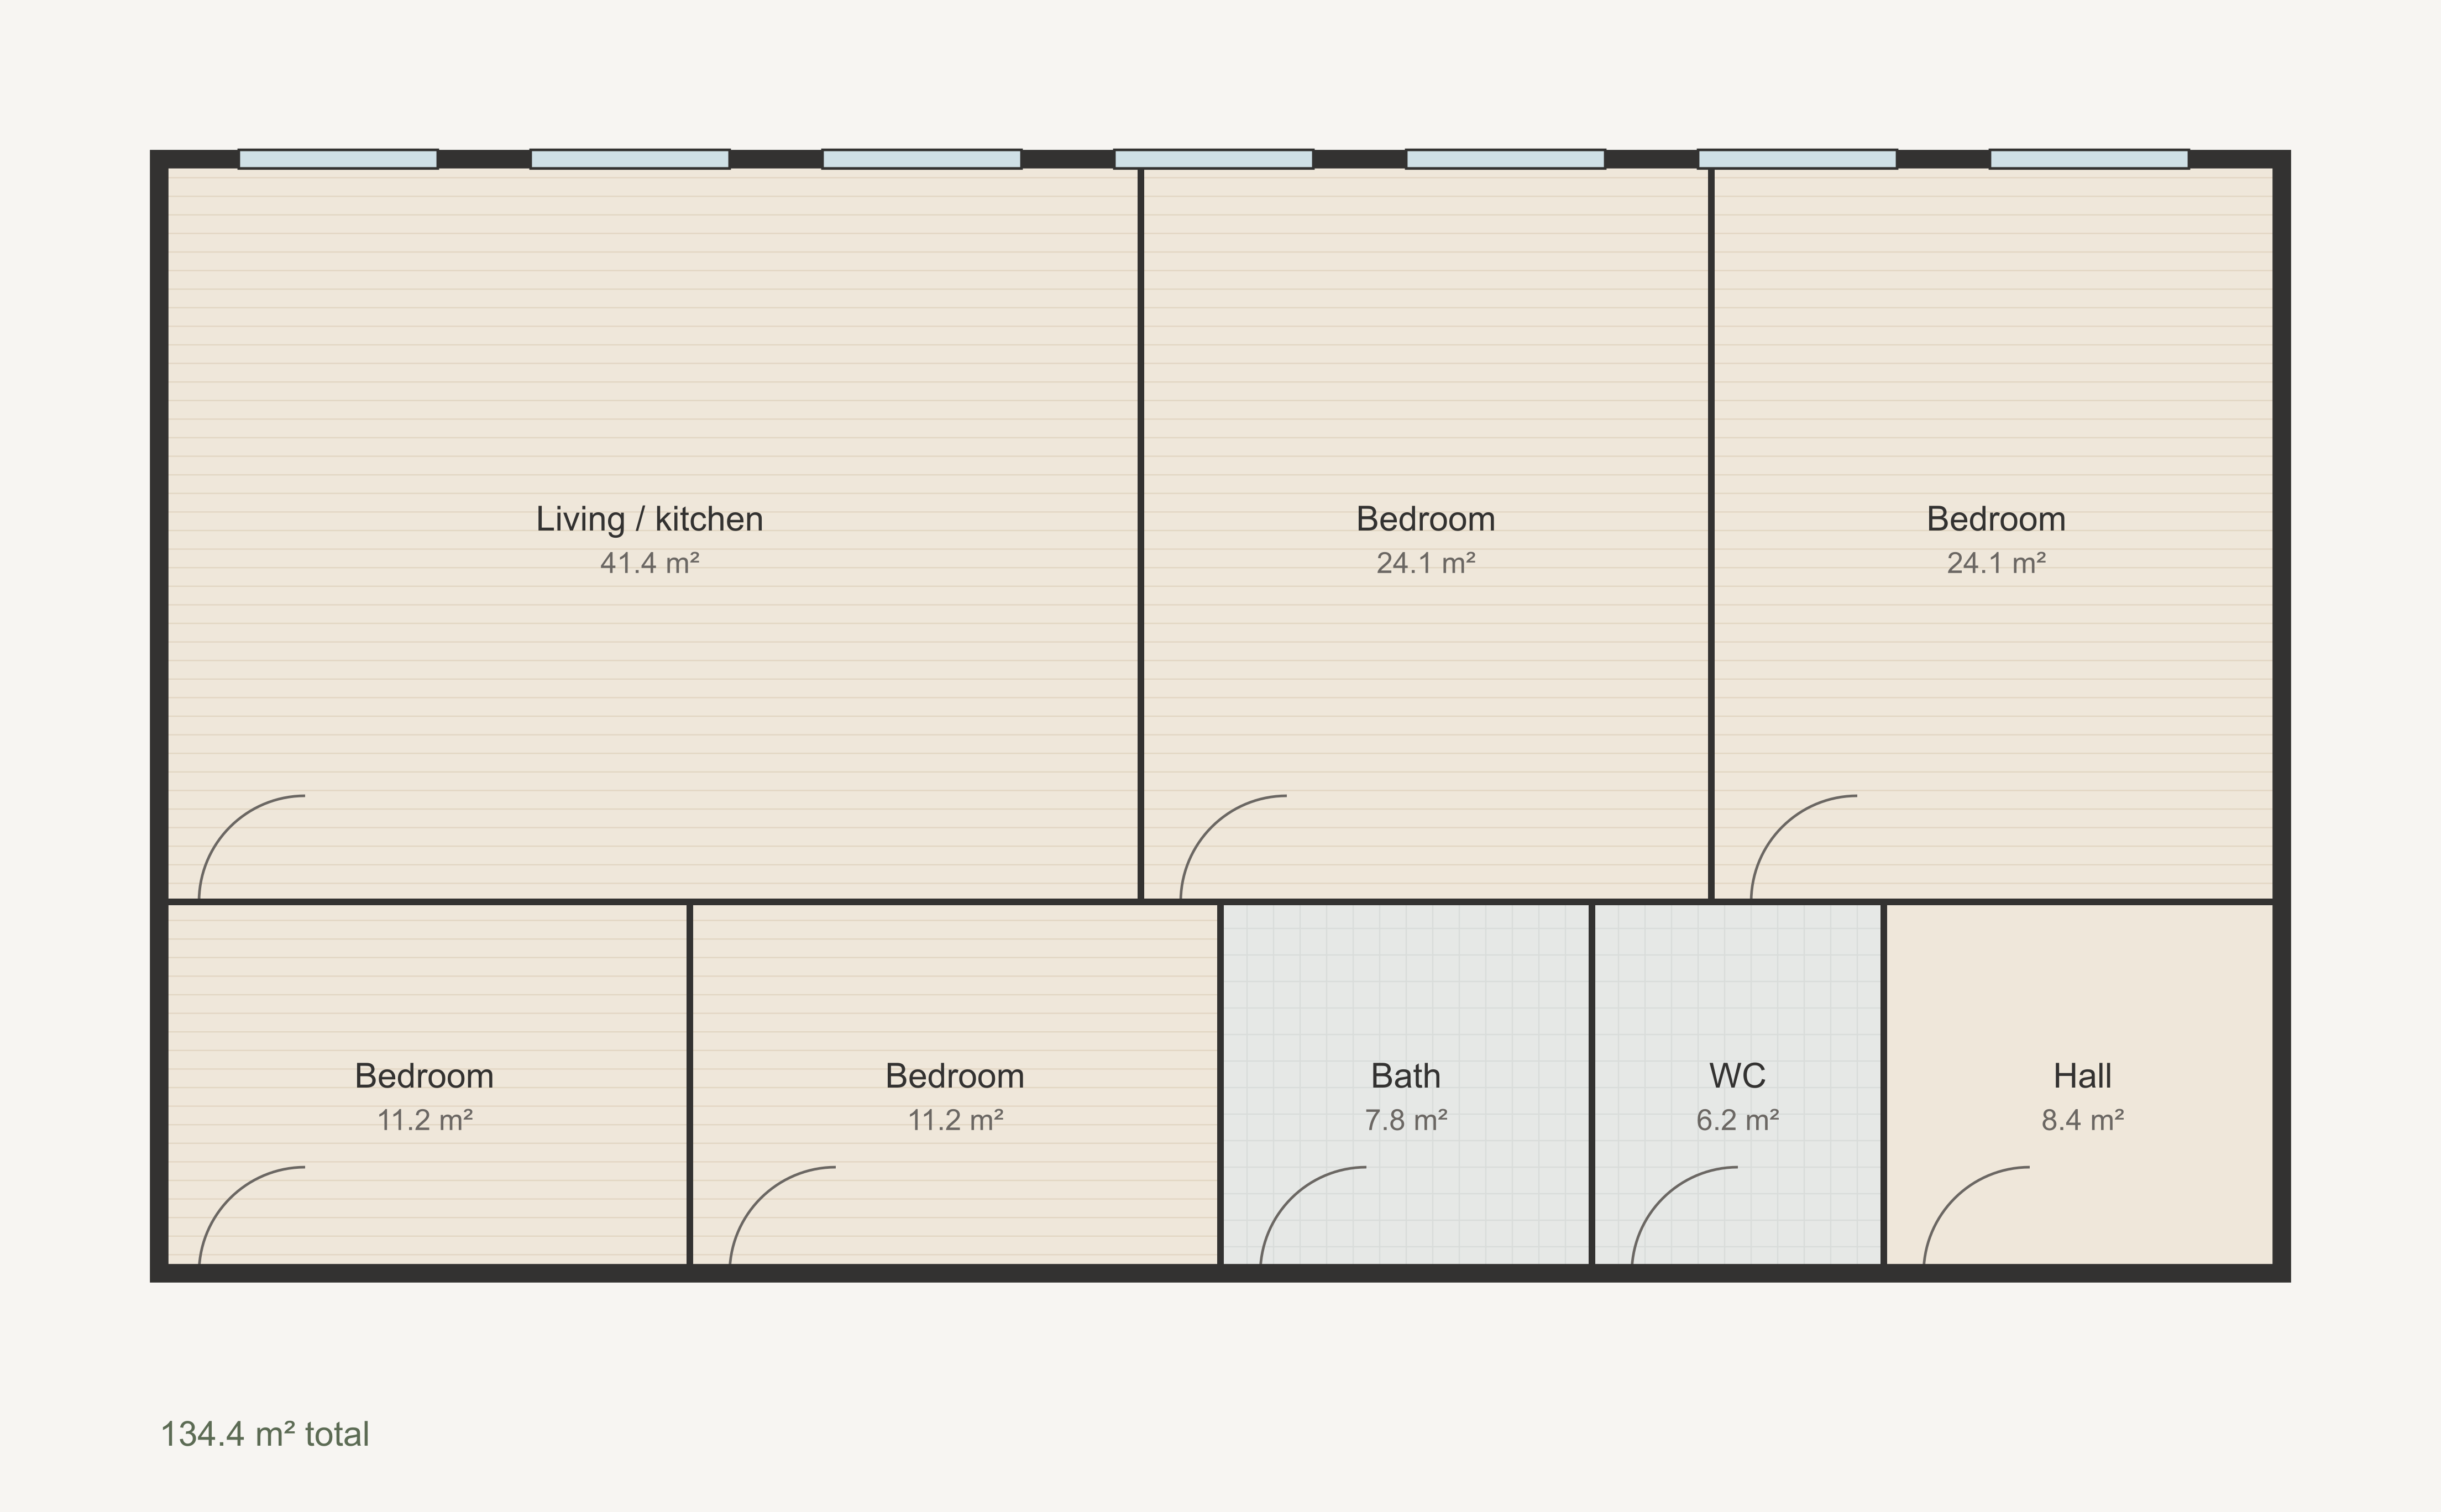 Living / kitchen
41.4 m²
Bedroom
24.1 m²
Bedroom
24.1 m²
Bedroom
11.2 m²
Bedroom
11.2 m²
Bath
7.8 m²
WC
6.2 m²
Hall
8.4 m²
134.4 m² total